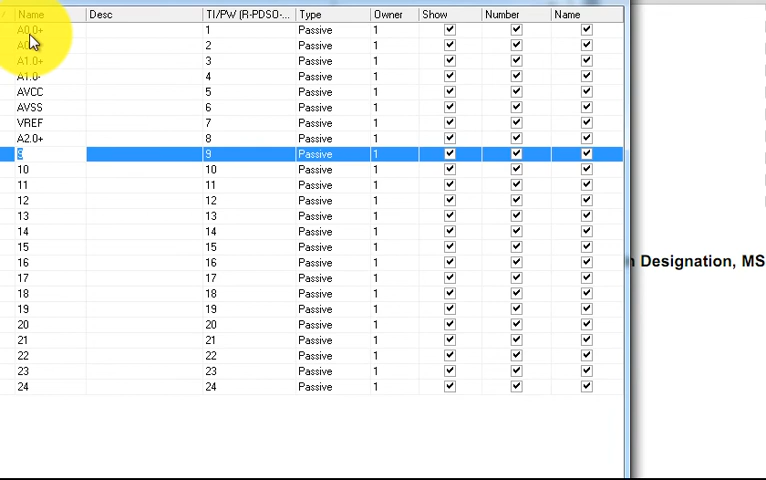 / Name Desc TI/PW (R-PDSO-... Type Owner Show Number Name
A0.0+ 1 Passive 1
2 Passive 1
A1.0+ 3 Passive 1
A1.0- 4 Passive 1
AVCC 5 Passive 1
AVSS 6 Passive 1
VREF 7 Passive 1
A2.0+ 8 Passive 1
9 9 Passive 1
10 10 Passive 1
11 11 Passive 1
12 12 Passive 1
13 13 Passive 1
14 14 Passive 1
15 15 Passive 1
16 16 Passive 1
n Designation, MS
17 17 Passive 1
18 18 Passive 1
19 19 Passive 1
20 20 Passive 1
21 21 Passive 1
22 22 Passive 1
23 23 Passive 1
24 24 Passive 1